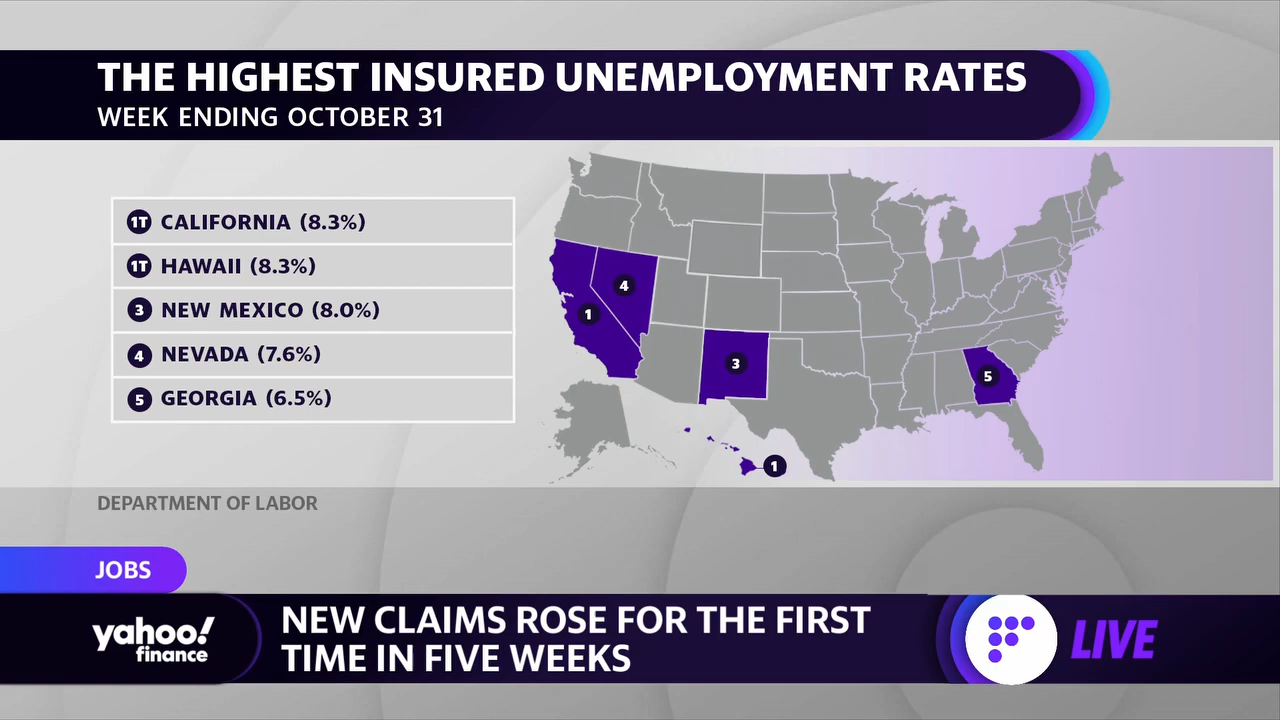 THE HIGHEST INSURED UNEMPLOYMENT RATES
WEEK ENDING OCTOBER 31
1T CALIFORNIA (8.3%)
1T HAWAII (8.3%)
3 NEW MEXICO (8.0%)
4 NEVADA (7.6%)
5 GEORGIA (6.5%)
4
1
3
5
1
DEPARTMENT OF LABOR
JOBS
yahoo!
finance
NEW CLAIMS ROSE FOR THE FIRST
TIME IN FIVE WEEKS
LIVE